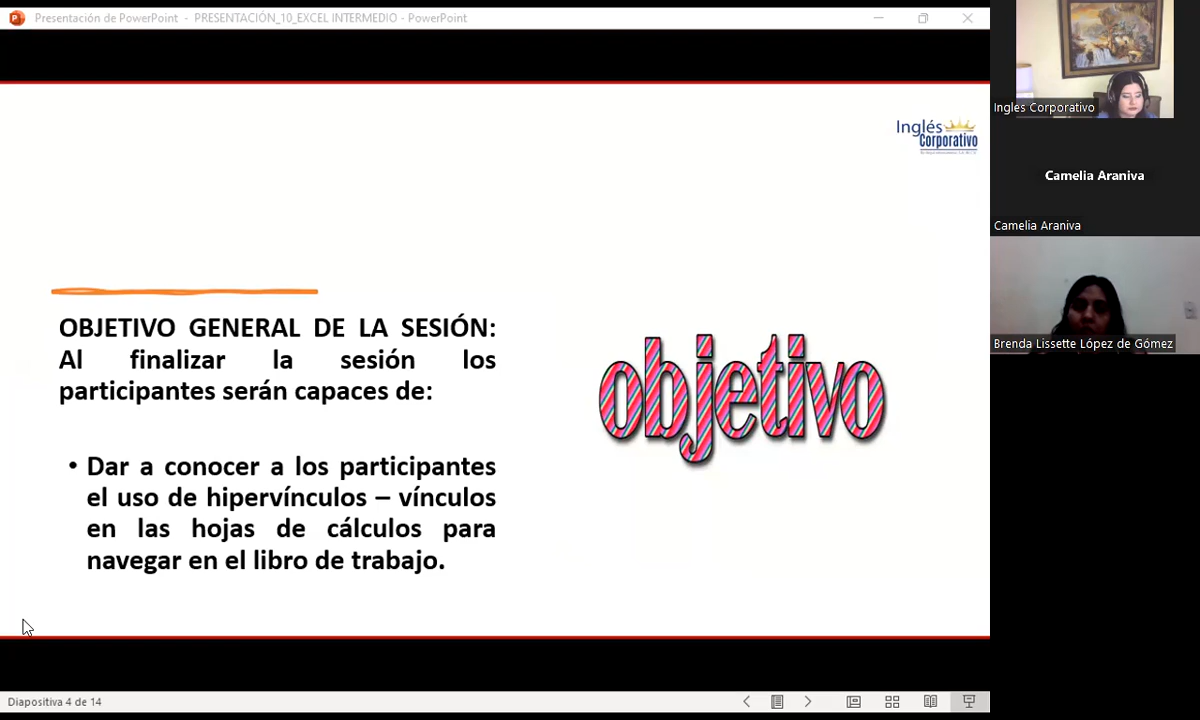 Presentación de PowerPoint - PRESENTACIÓN_10_EXCEL INTERMEDIO - PowerPoint
Inglés
Corporativo
OBJETIVO GENERAL DE LA SESIÓN:
Al finalizar la sesión los
participantes serán capaces de:
• Dar a conocer a los participantes
el uso de hipervínculos – vínculos
en las hojas de cálculos para
navegar en el libro de trabajo.
objetivo
Diapositiva 4 de 14
Ingles Corporativo
Camelia Araniva
Camelia Araniva
Brenda Lissette López de Gómez